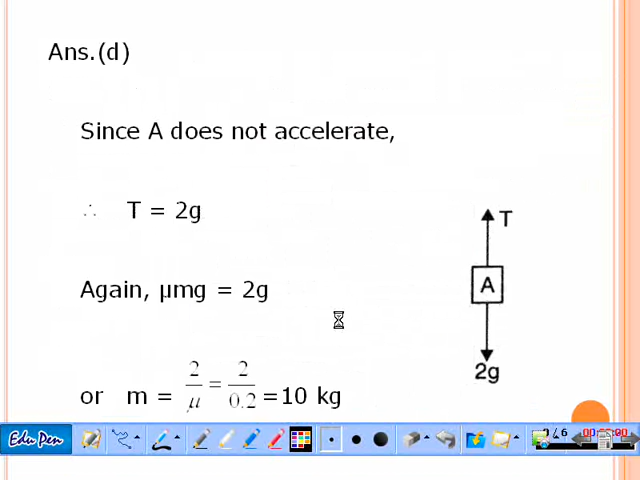 Ans.(d)
Since A does not accelerate,
∴ T = 2g
T
Again, µmg = 2g
A
2g
or m = 2/µ = 2/0.2 =10 kg
Edu Pen
/ 6